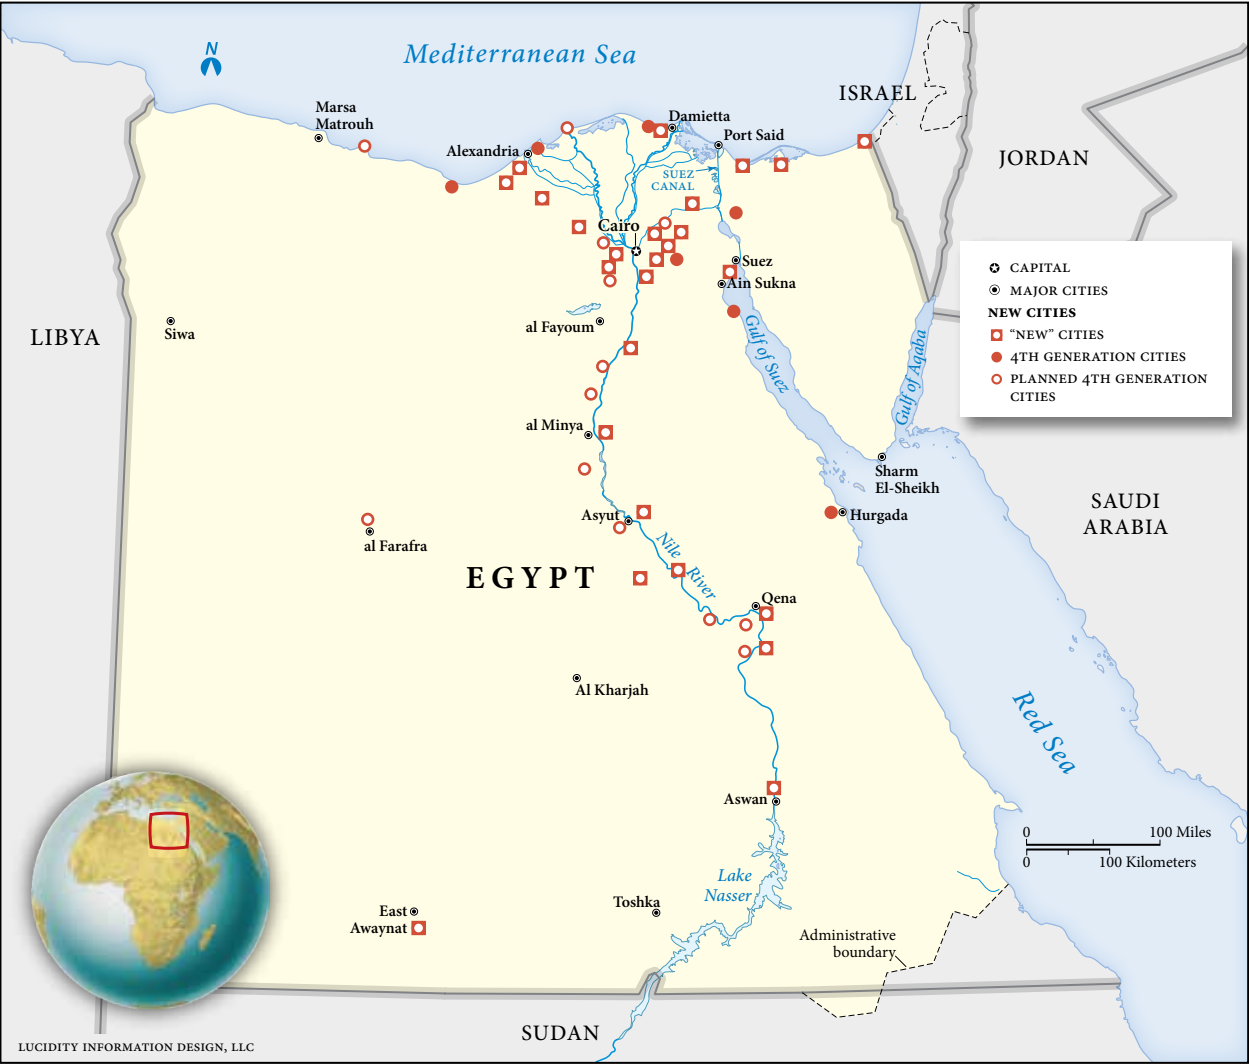 N
Mediterranean Sea
ISRAEL
Marsa
Matrouh
Damietta
Port Said
Alexandria
JORDAN
SUEZ
CANAL
Cairo
Suez
Ain Sukna
CAPITAL
MAJOR CITIES
NEW CITIES
“NEW” CITIES
4TH GENERATION CITIES
PLANNED 4TH GENERATION
CITIES
LIBYA
Siwa
al Fayoum
Gulf of Suez
Gulf of Aqaba
al Minya
Sharm
El-Sheikh
SAUDI
ARABIA
Asyut
Hurgada
al Farafra
Nile
River
EGYPT
Qena
Al Kharjah
Red Sea
Aswan
0
100 Miles
0
100 Kilometers
Lake
Nasser
Toshka
East
Awaynat
Administrative
boundary
SUDAN
LUCIDITY INFORMATION DESIGN, LLC